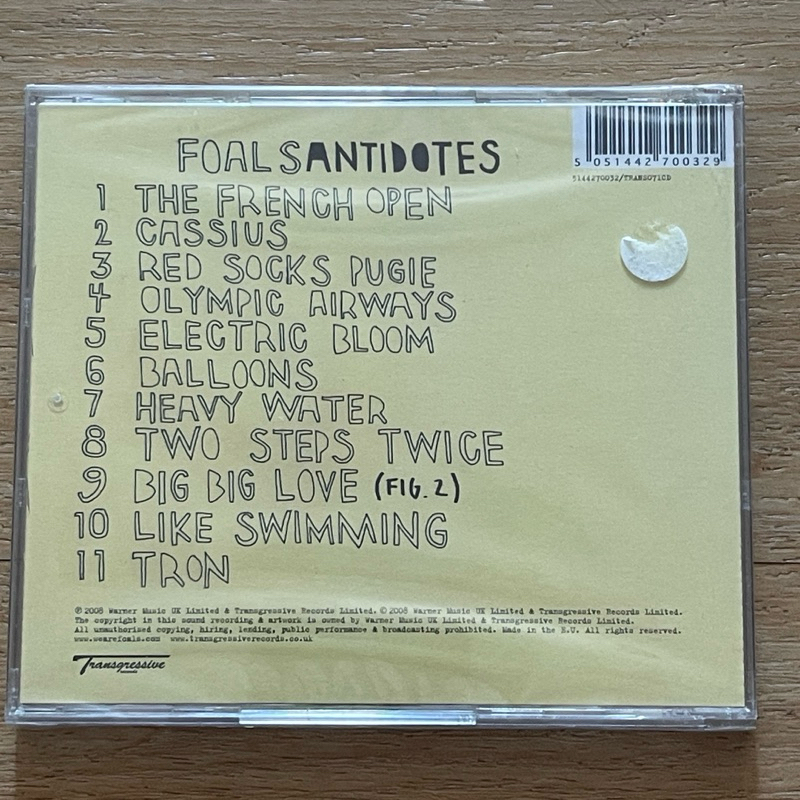 FOALS ANTIDOTES
5 051442 700329
5144270032/TRANS071CD
1 THE FRENCH OPEN
2 CASSIUS
3 RED SOCKS PUGIE
4 OLYMPIC AIRWAYS
5 ELECTRIC BLOOM
6 BALLOONS
7 HEAVY WATER
8 TWO STEPS TWICE
9 BIG BIG LOVE (FIG. 2)
10 LIKE SWIMMING
11 TRON
℗ 2008 Warner Music UK Limited & Transgressive Records Limited. © 2008 Warner Music UK Limited & Transgressive Records Limited.
The copyright in this sound recording & artwork is owned by Warner Music UK Limited & Transgressive Records Limited.
All unauthorised copying, hiring, lending, public performance & broadcasting prohibited. Made in the E.U. All rights reserved.
www.wearefoals.com www.transgressiverecords.co.uk
Transgressive
RECORDS